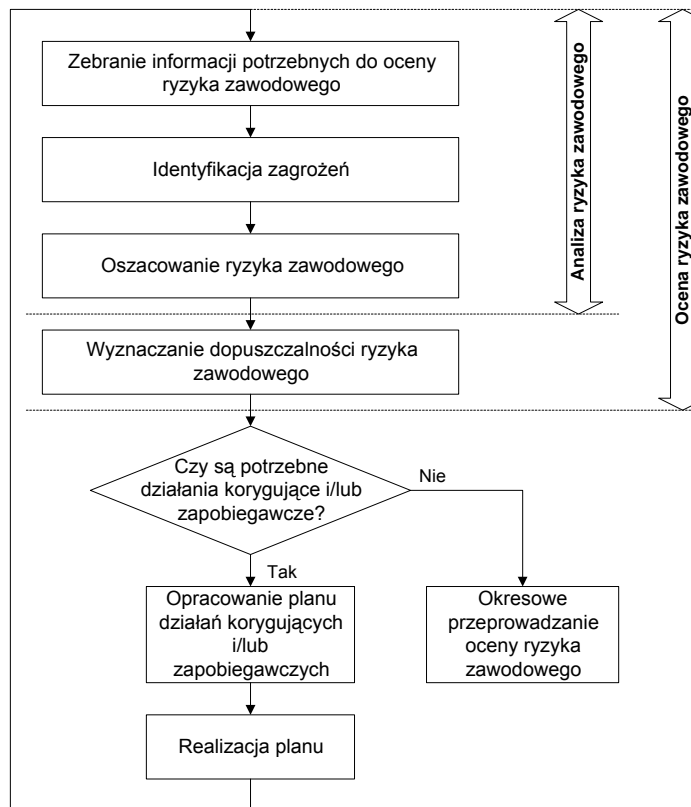 Zebranie informacji potrzebnych do oceny
ryzyka zawodowego
Identyfikacja zagrożeń
Oszacowanie ryzyka zawodowego
Analiza ryzyka zawodowego
Ocena ryzyka zawodowego
Wyznaczanie dopuszczalności ryzyka
zawodowego
Czy są potrzebne
działania korygujące i/lub
zapobiegawcze?
Nie
Tak
Opracowanie planu
działań korygujących
i/lub
zapobiegawczych
Okresowe
przeprowadzanie
oceny ryzyka
zawodowego
Realizacja planu